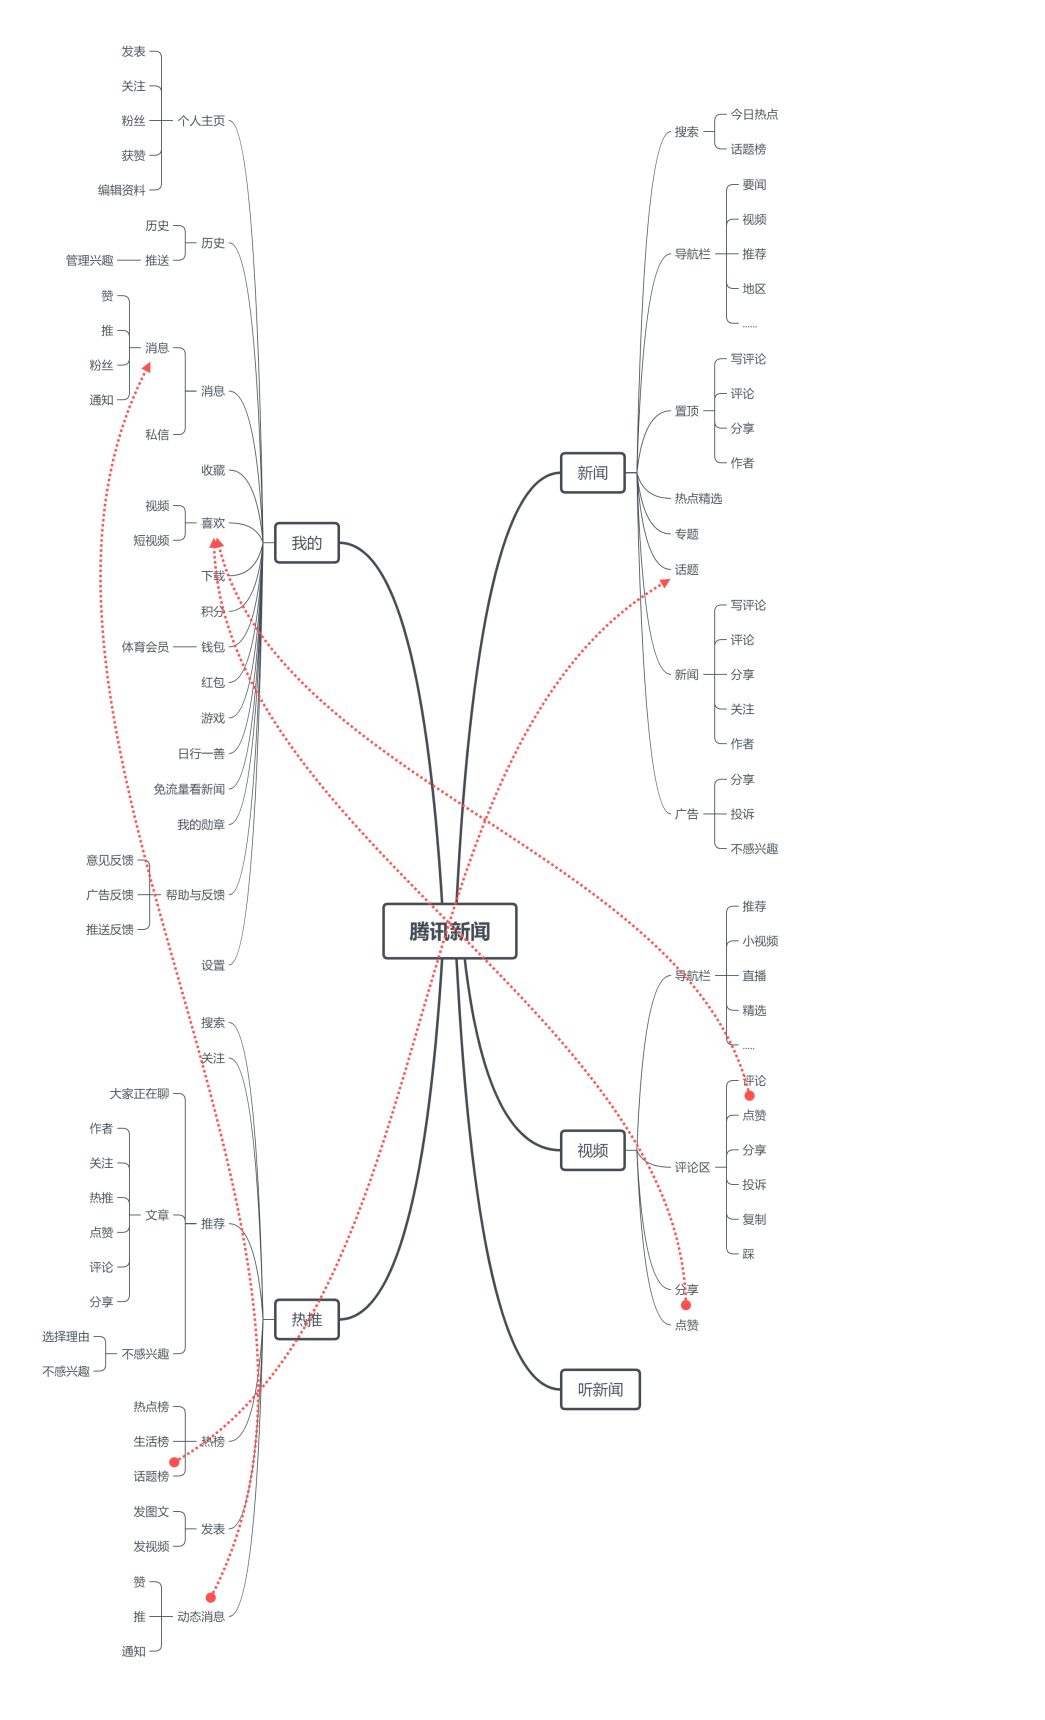 腾讯新闻
新闻
搜索
今日热点
话题榜
导航栏
要闻
视频
推荐
地区
......
置顶
写评论
评论
分享
作者
热点精选
专题
话题
新闻
写评论
评论
分享
关注
作者
广告
分享
投诉
不感兴趣
视频
导航栏
推荐
小视频
直播
精选
.....
评论区
评论
点赞
分享
投诉
复制
踩
分享
点赞
听新闻
我的
个人主页
发表
关注
粉丝
获赞
编辑资料
历史
历史
推送
管理兴趣
消息
消息
赞
推
粉丝
通知
私信
收藏
喜欢
视频
短视频
下载
积分
钱包
体育会员
红包
游戏
日行一善
免流量看新闻
我的勋章
帮助与反馈
意见反馈
广告反馈
推送反馈
设置
热推
搜索
关注
推荐
大家正在聊
文章
作者
关注
热推
点赞
评论
分享
不感兴趣
选择理由
不感兴趣
热榜
热点榜
生活榜
话题榜
发表
发图文
发视频
动态消息
赞
推
通知